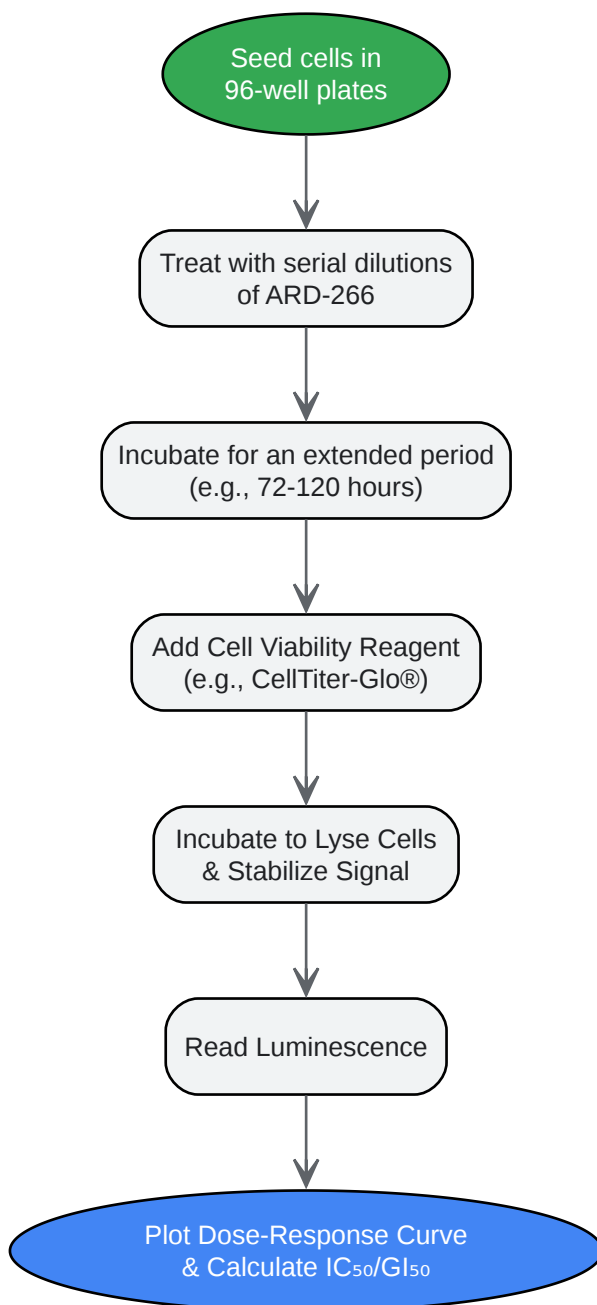 Seed cells in
96-well plates
Treat with serial dilutions
of ARD-266
Incubate for an extended period
(e.g., 72-120 hours)
Add Cell Viability Reagent
(e.g., CellTiter-Glo®)
Incubate to Lyse Cells
& Stabilize Signal
Read Luminescence
Plot Dose-Response Curve
& Calculate IC₅₀/GI₅₀